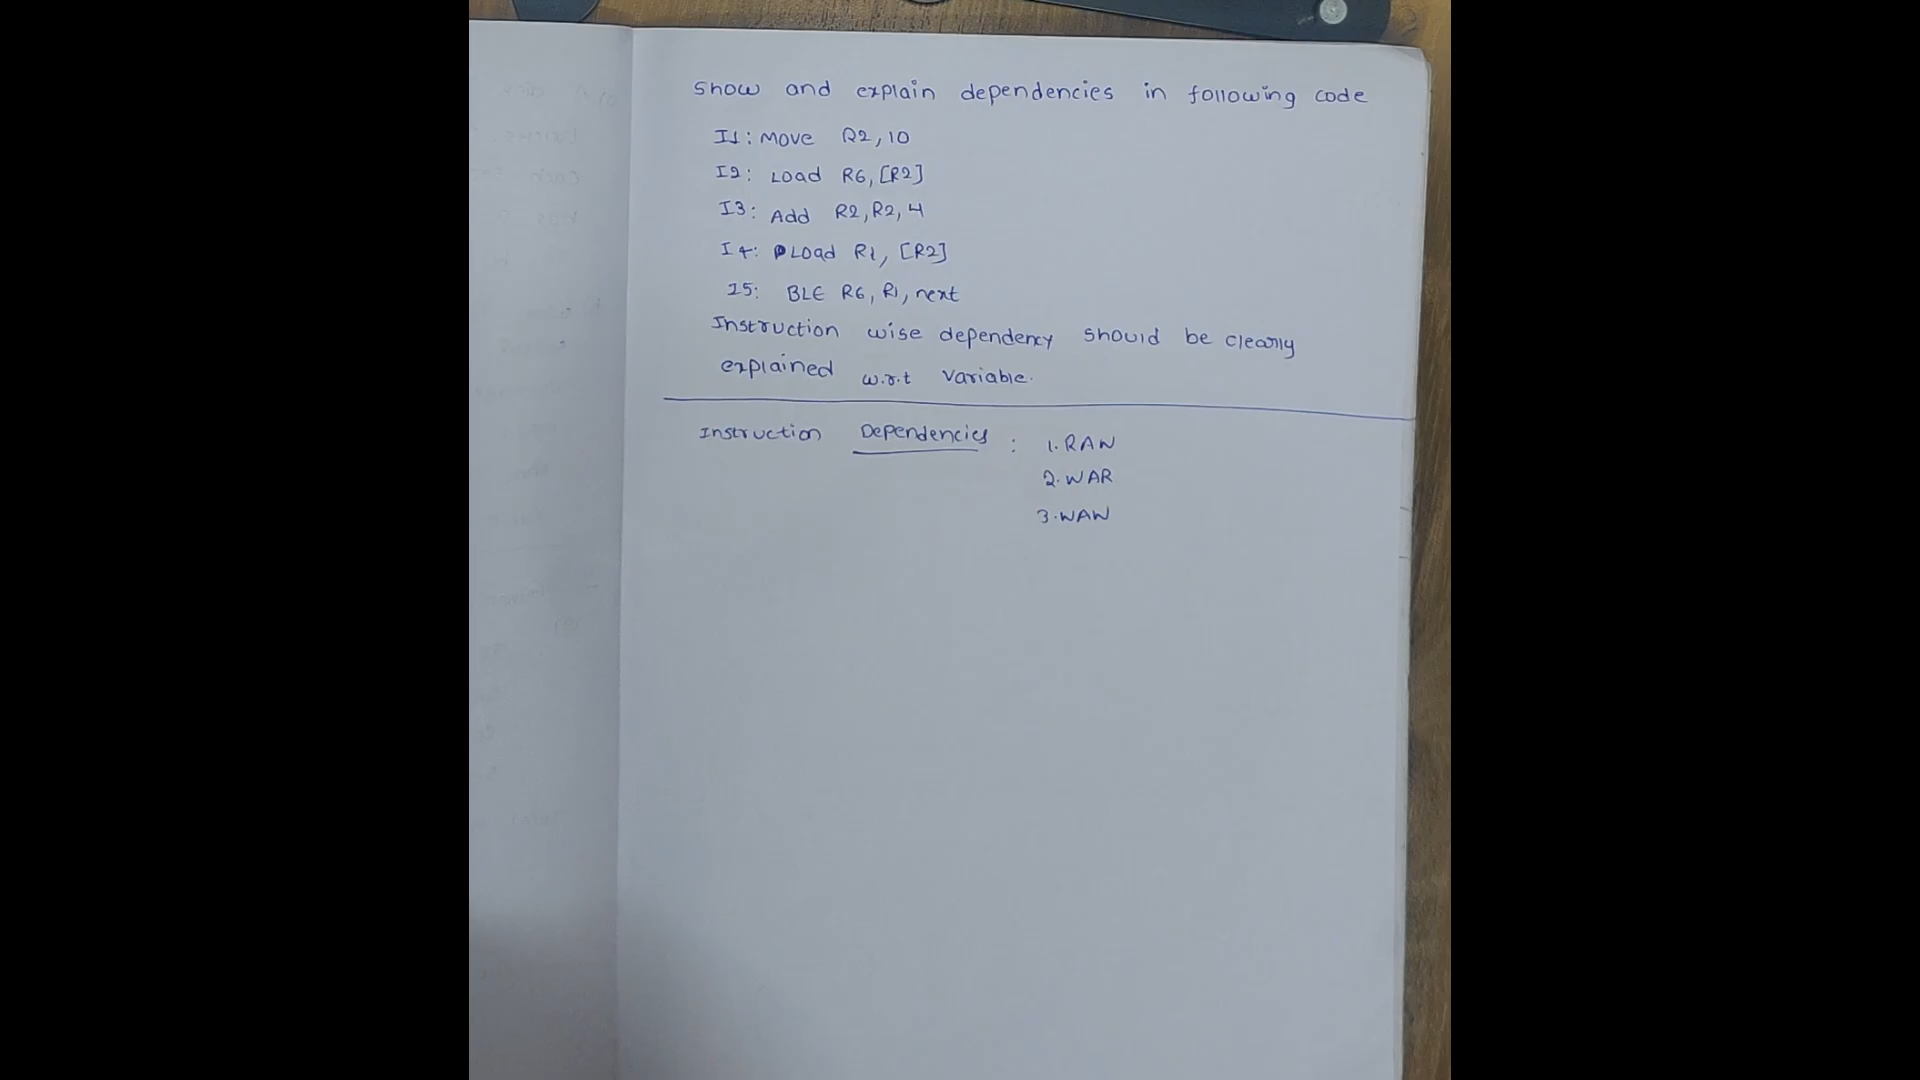 Show and explain dependencies in following code
I1: Move R2, 10
I2: Load R6, [R2]
I3: Add R2, R2, 4
I4: Load R1, [R2]
I5: BLE R6, R1, next
Instruction wise dependency should be clearly
explained w.r.t variable.
Instruction Dependencies : 1. RAW
2. WAR
3. WAW